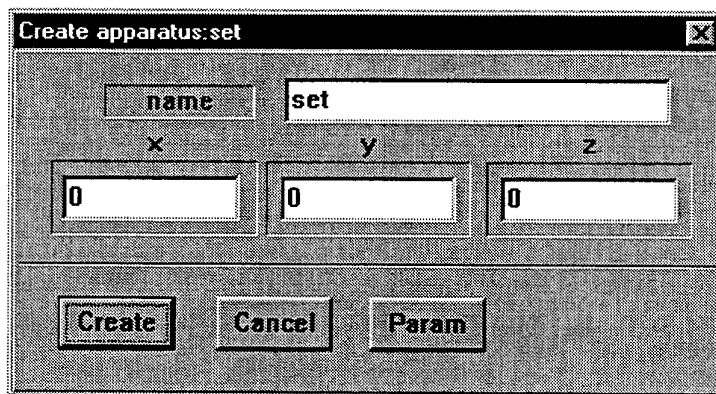 Create apparatus:set
name set
x y z
0 0 0
Create Cancel Param